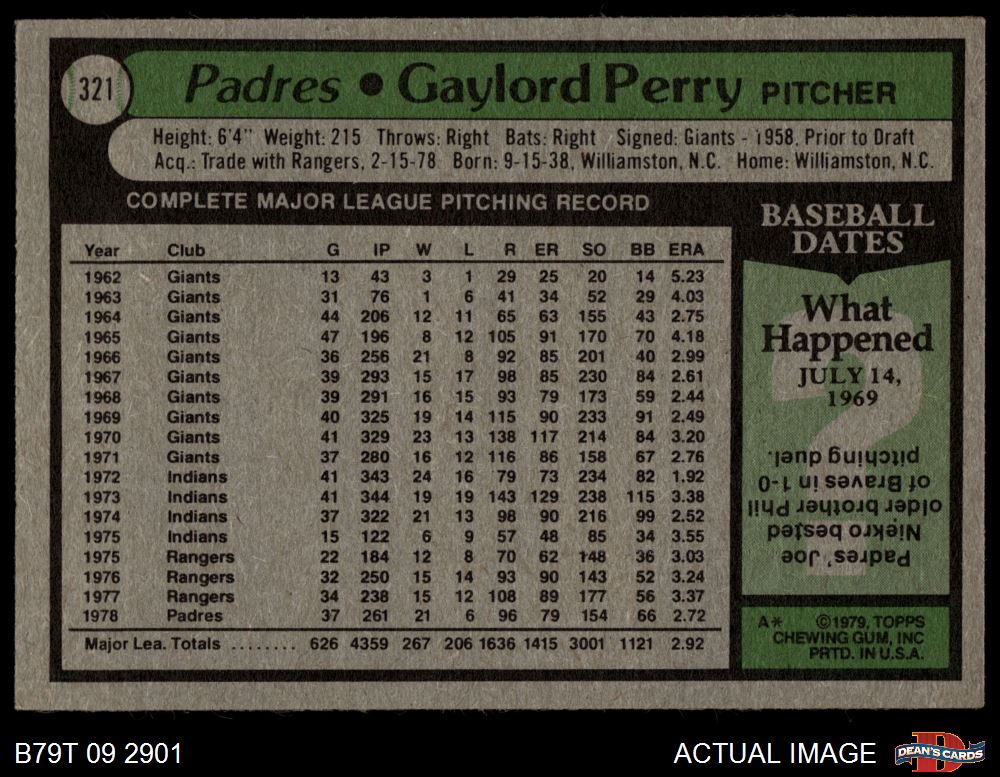 321
Padres • Gaylord Perry PITCHER
Height: 6'4" Weight: 215 Throws: Right Bats: Right Signed: Giants - 1958, Prior to Draft
Acq.: Trade with Rangers, 2-15-78 Born: 9-15-38, Williamston, N.C. Home: Williamston, N.C.
COMPLETE MAJOR LEAGUE PITCHING RECORD
Year Club G IP W L R ER SO BB ERA
1962 Giants 13 43 3 1 29 25 20 14 5.23
1963 Giants 31 76 1 6 41 34 52 29 4.03
1964 Giants 44 206 12 11 65 63 155 43 2.75
1965 Giants 47 196 8 12 105 91 170 70 4.18
1966 Giants 36 256 21 8 92 85 201 40 2.99
1967 Giants 39 293 15 17 98 85 230 84 2.61
1968 Giants 39 291 16 15 93 79 173 59 2.44
1969 Giants 40 325 19 14 115 90 233 91 2.49
1970 Giants 41 329 23 13 138 117 214 84 3.20
1971 Giants 37 280 16 12 116 86 158 67 2.76
1972 Indians 41 343 24 16 79 73 234 82 1.92
1973 Indians 41 344 19 19 143 129 238 115 3.38
1974 Indians 37 322 21 13 98 90 216 99 2.52
1975 Indians 15 122 6 9 57 48 85 34 3.55
1975 Rangers 22 184 12 8 70 62 148 36 3.03
1976 Rangers 32 250 15 14 93 90 143 52 3.24
1977 Rangers 34 238 15 12 108 89 177 56 3.37
1978 Padres 37 261 21 6 96 79 154 66 2.72
Major Lea. Totals ........ 626 4359 267 206 1636 1415 3001 1121 2.92
BASEBALL
DATES
What
Happened
JULY 14,
1969
?
Padres' Joe
Niekro bested
older brother Phil
of Braves in 1-0
pitching duel.
A* ©1979, TOPPS
CHEWING GUM, INC
PRTD. IN U.S.A.
B79T 09 2901
ACTUAL IMAGE
D
DEAN'S CARDS